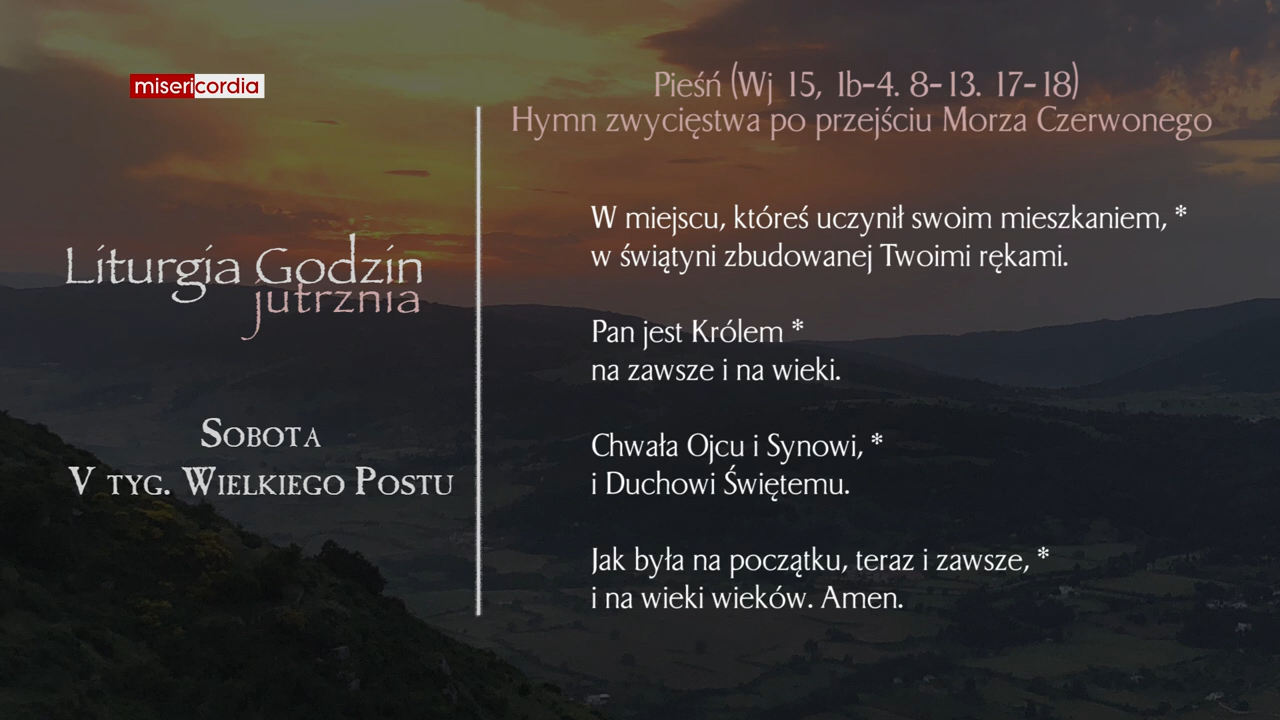 misericordia
Pieśń (Wj 15, 1b-4. 8-13. 17-18)
Hymn zwycięstwa po przejściu Morza Czerwonego
Liturgia Godzin
jutrznia
Sobota
V tyg. Wielkiego Postu
W miejscu, któreś uczynił swoim mieszkaniem, *
w świątyni zbudowanej Twoimi rękami.
Pan jest Królem *
na zawsze i na wieki.
Chwała Ojcu i Synowi, *
i Duchowi Świętemu.
Jak była na początku, teraz i zawsze, *
i na wieki wieków. Amen.